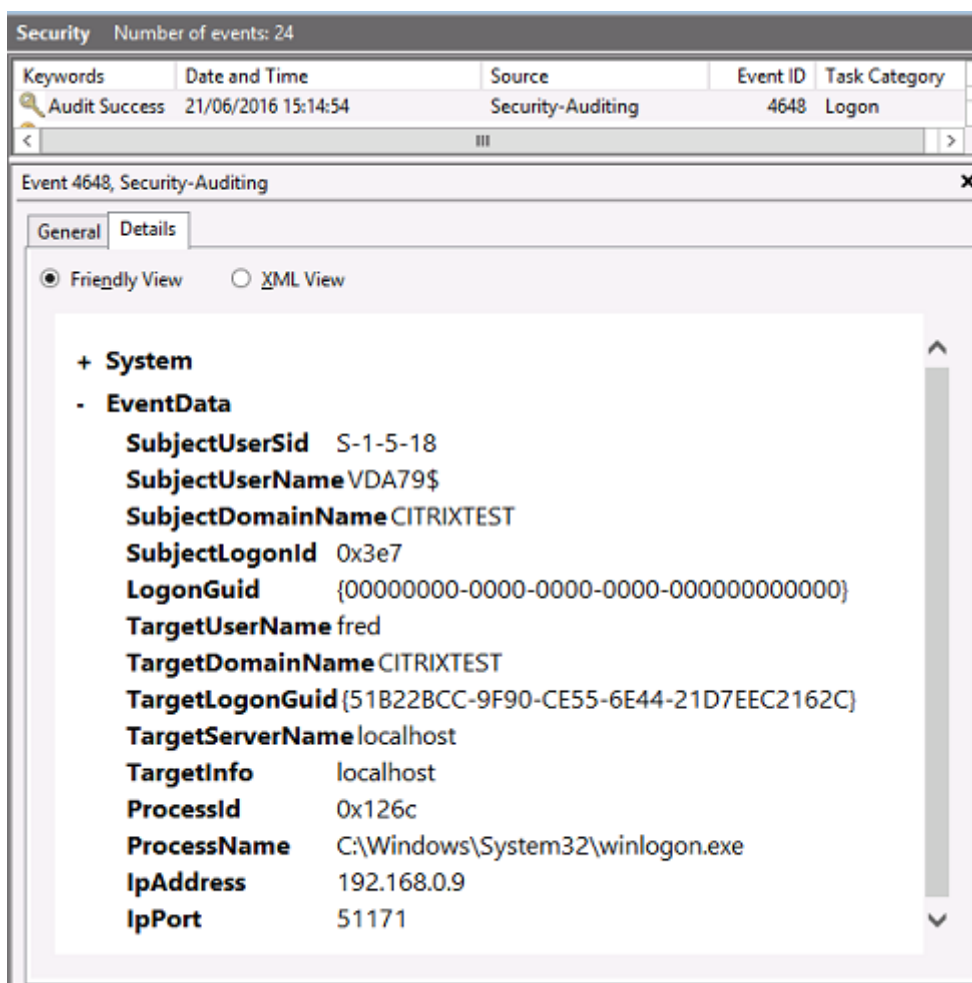 Security Number of events: 24
Keywords Date and Time Source Event ID Task Category
Audit Success 21/06/2016 15:14:54 Security-Auditing 4648 Logon
Event 4648, Security-Auditing
General Details
Friendly View XML View
+ System
- EventData
SubjectUserSid S-1-5-18
SubjectUserName VDA79$
SubjectDomainName CITRIXTEST
SubjectLogonId 0x3e7
LogonGuid {00000000-0000-0000-0000-000000000000}
TargetUserName fred
TargetDomainName CITRIXTEST
TargetLogonGuid {51B22BCC-9F90-CE55-6E44-21D7EEC2162C}
TargetServerName localhost
TargetInfo localhost
ProcessId 0x126c
ProcessName C:\Windows\System32\winlogon.exe
IpAddress 192.168.0.9
IpPort 51171